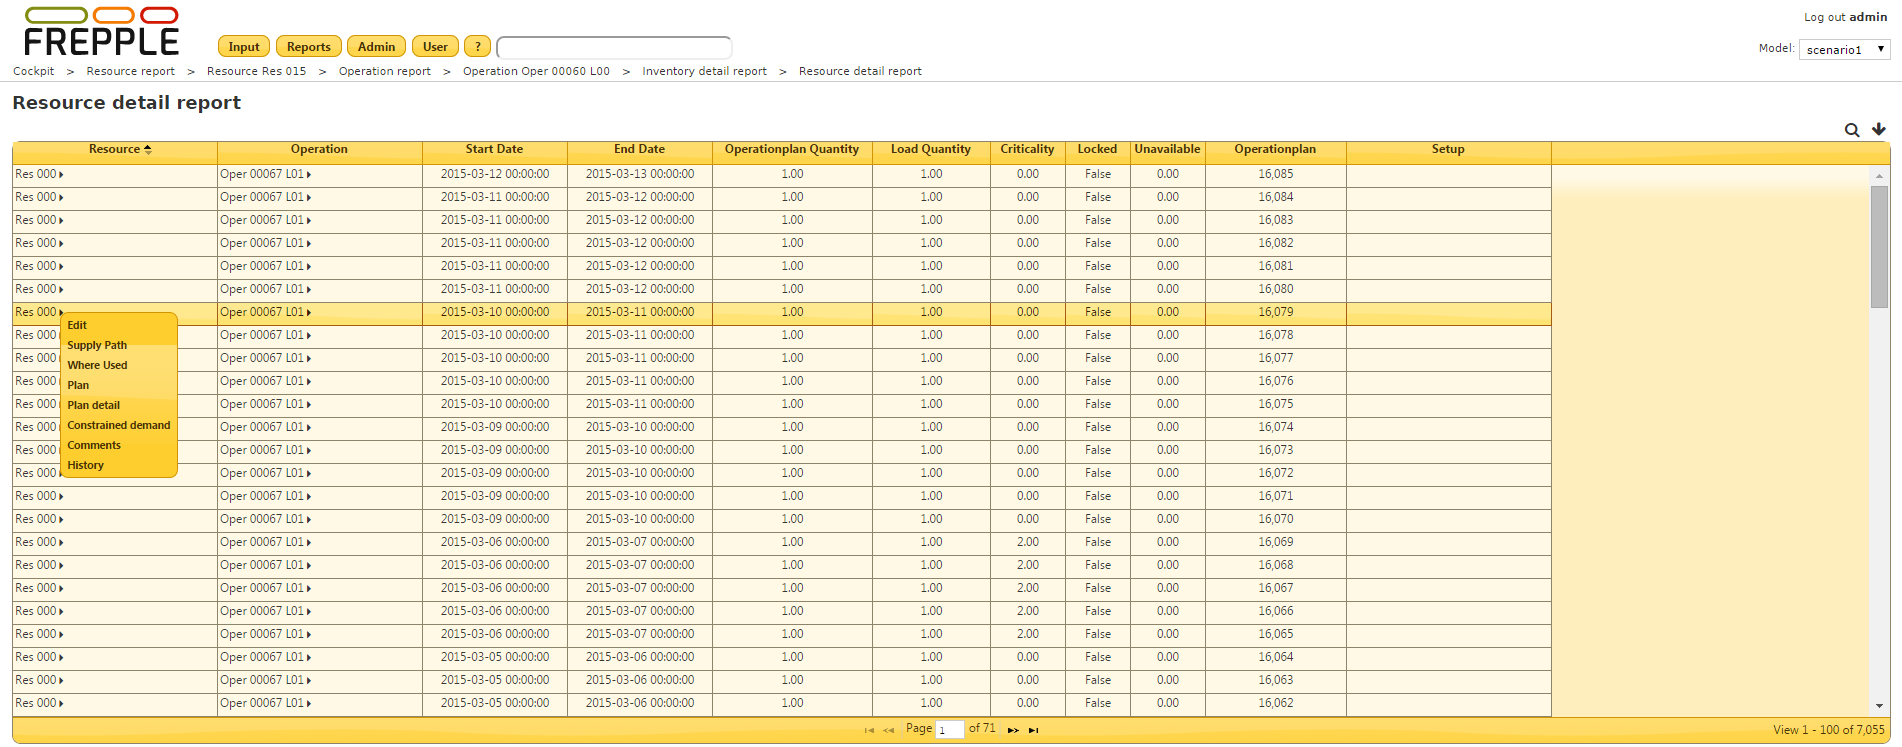 Log out admin
FREPPLE
Input Reports Admin User ?
Model: scenario1
Cockpit > Resource report > Resource Res 015 > Operation report > Operation Oper 00060 L00 > Inventory detail report > Resource detail report
Resource detail report
Resource Operation Start Date End Date Operationplan Quantity Load Quantity Criticality Locked Unavailable Operationplan Setup
Res 000 Oper 00067 L01 2015-03-12 00:00:00 2015-03-13 00:00:00 1.00 1.00 0.00 False 0.00 16,085
Res 000 Oper 00067 L01 2015-03-11 00:00:00 2015-03-12 00:00:00 1.00 1.00 0.00 False 0.00 16,084
Res 000 Oper 00067 L01 2015-03-11 00:00:00 2015-03-12 00:00:00 1.00 1.00 0.00 False 0.00 16,083
Res 000 Oper 00067 L01 2015-03-11 00:00:00 2015-03-12 00:00:00 1.00 1.00 0.00 False 0.00 16,082
Res 000 Oper 00067 L01 2015-03-11 00:00:00 2015-03-12 00:00:00 1.00 1.00 0.00 False 0.00 16,081
Res 000 Oper 00067 L01 2015-03-11 00:00:00 2015-03-12 00:00:00 1.00 1.00 0.00 False 0.00 16,080
Res 000 Oper 00067 L01 2015-03-10 00:00:00 2015-03-11 00:00:00 1.00 1.00 0.00 False 0.00 16,079
Res 000 Oper 00067 L01 2015-03-10 00:00:00 2015-03-11 00:00:00 1.00 1.00 0.00 False 0.00 16,078
Res 000 Oper 00067 L01 2015-03-10 00:00:00 2015-03-11 00:00:00 1.00 1.00 0.00 False 0.00 16,077
Res 000 Oper 00067 L01 2015-03-10 00:00:00 2015-03-11 00:00:00 1.00 1.00 0.00 False 0.00 16,076
Res 000 Oper 00067 L01 2015-03-10 00:00:00 2015-03-11 00:00:00 1.00 1.00 0.00 False 0.00 16,075
Res 000 Oper 00067 L01 2015-03-09 00:00:00 2015-03-10 00:00:00 1.00 1.00 0.00 False 0.00 16,074
Res 000 Oper 00067 L01 2015-03-09 00:00:00 2015-03-10 00:00:00 1.00 1.00 0.00 False 0.00 16,073
Res 000 Oper 00067 L01 2015-03-09 00:00:00 2015-03-10 00:00:00 1.00 1.00 0.00 False 0.00 16,072
Res 000 Oper 00067 L01 2015-03-09 00:00:00 2015-03-10 00:00:00 1.00 1.00 0.00 False 0.00 16,071
Res 000 Oper 00067 L01 2015-03-09 00:00:00 2015-03-10 00:00:00 1.00 1.00 0.00 False 0.00 16,070
Res 000 Oper 00067 L01 2015-03-06 00:00:00 2015-03-07 00:00:00 1.00 1.00 2.00 False 0.00 16,069
Res 000 Oper 00067 L01 2015-03-06 00:00:00 2015-03-07 00:00:00 1.00 1.00 2.00 False 0.00 16,068
Res 000 Oper 00067 L01 2015-03-06 00:00:00 2015-03-07 00:00:00 1.00 1.00 2.00 False 0.00 16,067
Res 000 Oper 00067 L01 2015-03-06 00:00:00 2015-03-07 00:00:00 1.00 1.00 2.00 False 0.00 16,066
Res 000 Oper 00067 L01 2015-03-06 00:00:00 2015-03-07 00:00:00 1.00 1.00 2.00 False 0.00 16,065
Res 000 Oper 00067 L01 2015-03-05 00:00:00 2015-03-06 00:00:00 1.00 1.00 0.00 False 0.00 16,064
Res 000 Oper 00067 L01 2015-03-05 00:00:00 2015-03-06 00:00:00 1.00 1.00 0.00 False 0.00 16,063
Res 000 Oper 00067 L01 2015-03-05 00:00:00 2015-03-06 00:00:00 1.00 1.00 0.00 False 0.00 16,062
Edit
Supply Path
Where Used
Plan
Plan detail
Constrained demand
Comments
History
Page 1 of 71
View 1 - 100 of 7,055